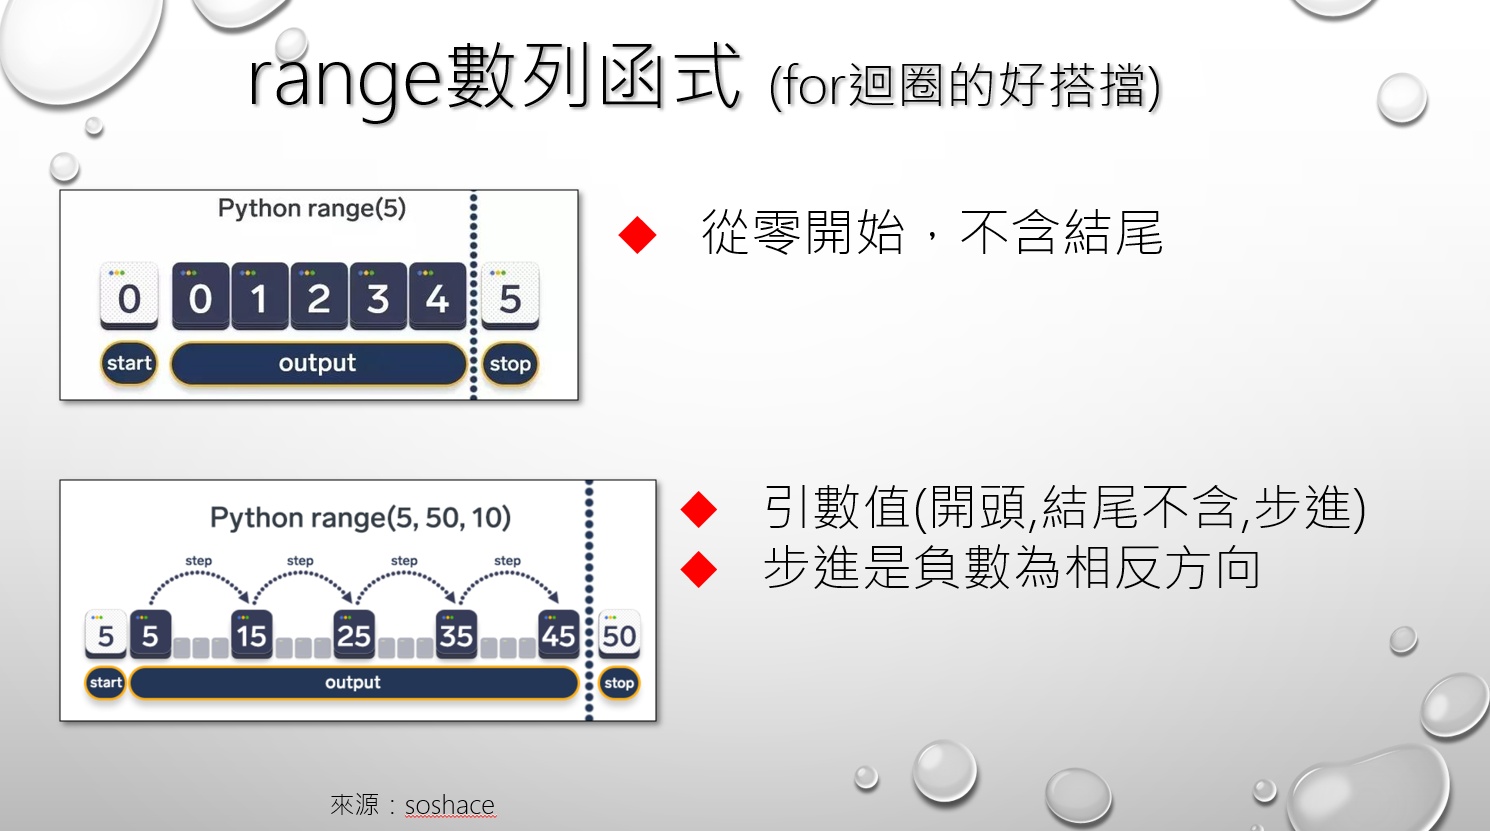 range數列函式 (for迴圈的好搭擋)
Python range(5)
0 0 1 2 3 4 5
start output stop
◆ 從零開始，不含結尾
Python range(5, 50, 10)
step step step step
5 5 15 25 35 45 50
start output stop
◆ 引數值(開頭,結尾不含,步進)
◆ 步進是負數為相反方向
來源：soshace